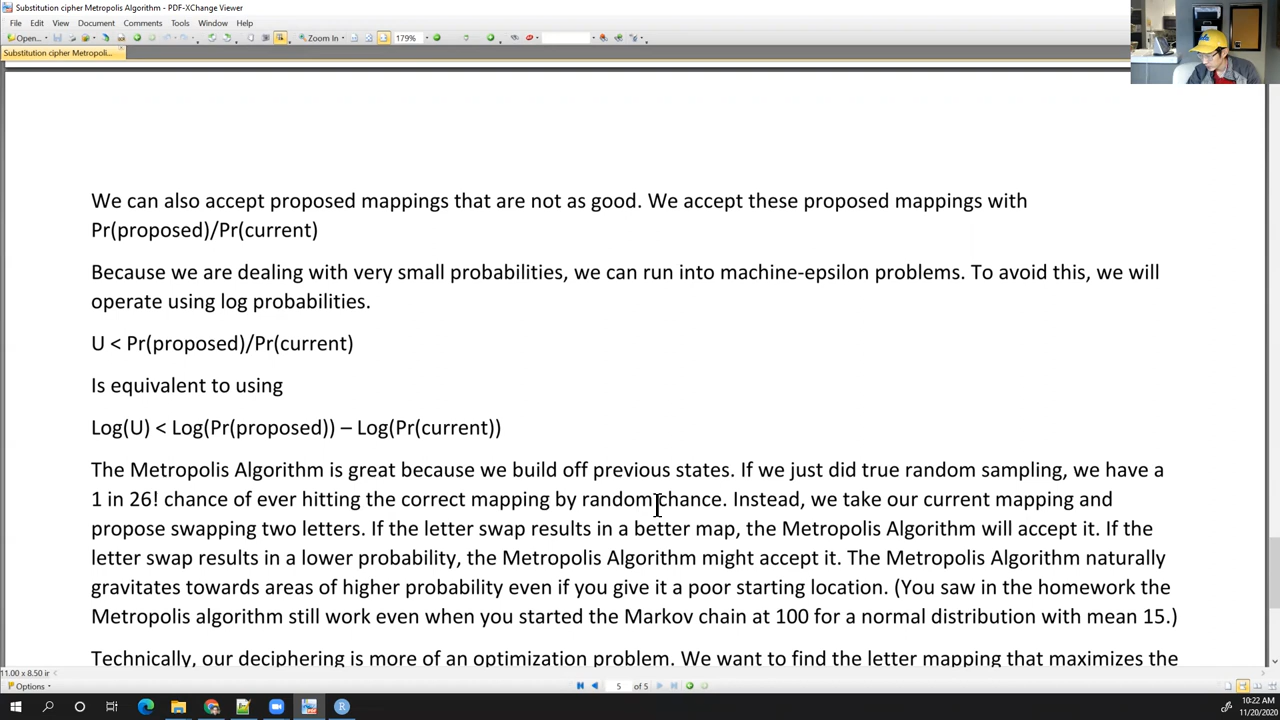 Substitution cipher Metropolis Algorithm - PDF-XChange Viewer
File Edit View Document Comments Tools Window Help
Open... Zoom In 179%
Substitution cipher Metropoli...
We can also accept proposed mappings that are not as good. We accept these proposed mappings with
Pr(proposed)/Pr(current)
Because we are dealing with very small probabilities, we can run into machine-epsilon problems. To avoid this, we will
operate using log probabilities.
U < Pr(proposed)/Pr(current)
Is equivalent to using
Log(U) < Log(Pr(proposed)) – Log(Pr(current))
The Metropolis Algorithm is great because we build off previous states. If we just did true random sampling, we have a
1 in 26! chance of ever hitting the correct mapping by random chance. Instead, we take our current mapping and
propose swapping two letters. If the letter swap results in a better map, the Metropolis Algorithm will accept it. If the
letter swap results in a lower probability, the Metropolis Algorithm might accept it. The Metropolis Algorithm naturally
gravitates towards areas of higher probability even if you give it a poor starting location. (You saw in the homework the
Metropolis algorithm still work even when you started the Markov chain at 100 for a normal distribution with mean 15.)
Technically, our deciphering is more of an optimization problem. We want to find the letter mapping that maximizes the
11.00 x 8.50 in
Options 5 of 5
10:22 AM
11/20/2020